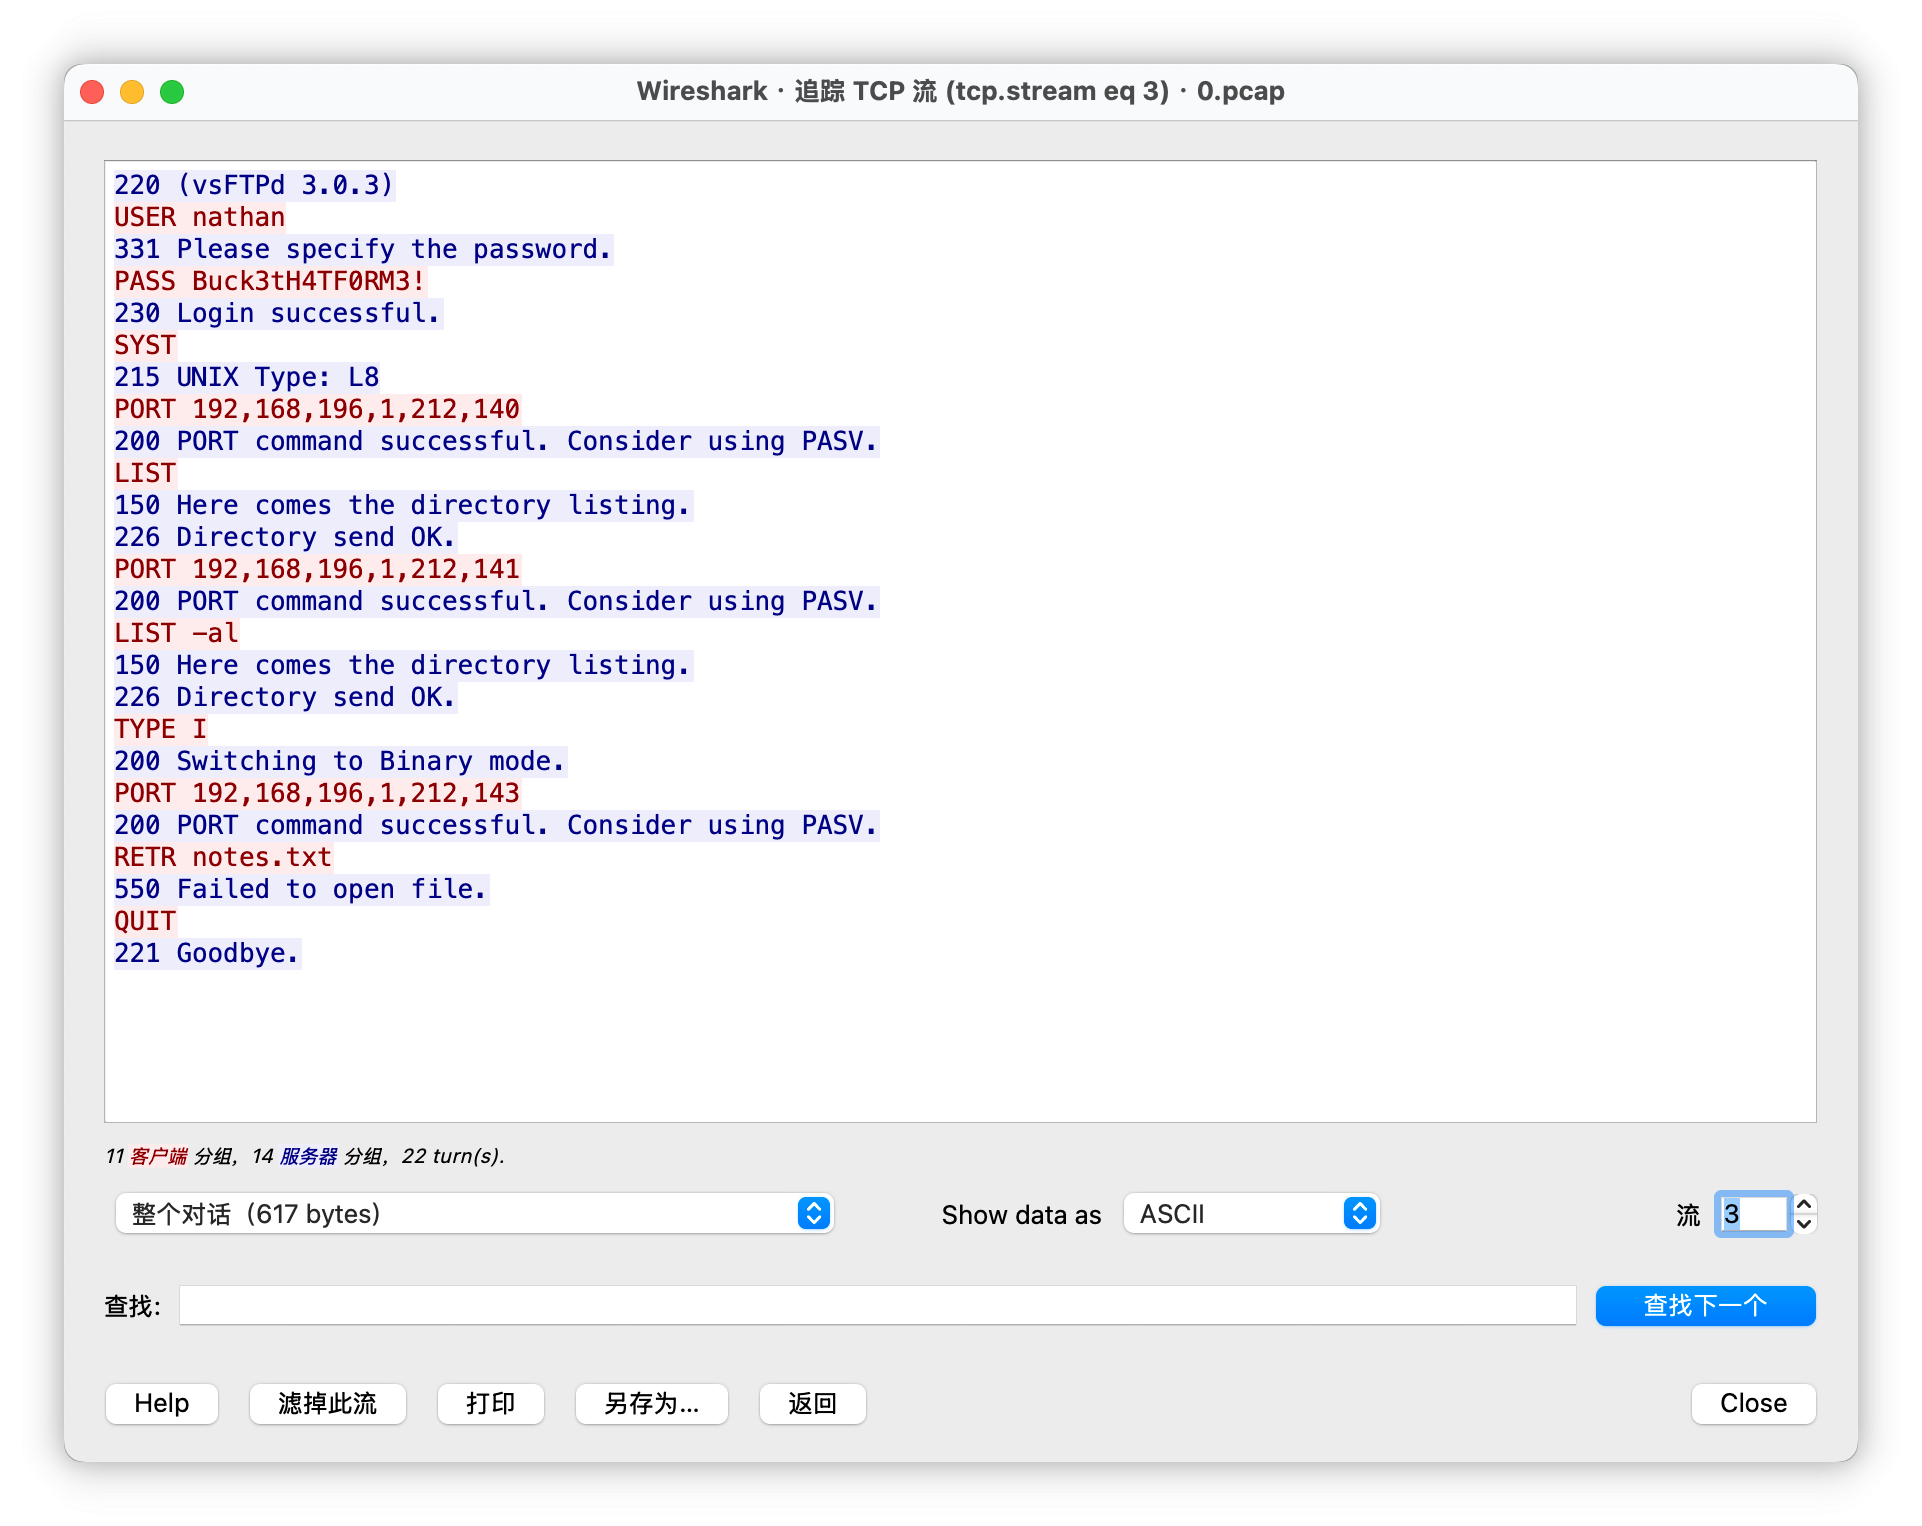 Wireshark · 追踪 TCP 流 (tcp.stream eq 3) · 0.pcap
220 (vsFTPd 3.0.3)
USER nathan
331 Please specify the password.
PASS Buck3tH4TF0RM3!
230 Login successful.
SYST
215 UNIX Type: L8
PORT 192,168,196,1,212,140
200 PORT command successful. Consider using PASV.
LIST
150 Here comes the directory listing.
226 Directory send OK.
PORT 192,168,196,1,212,141
200 PORT command successful. Consider using PASV.
LIST -al
150 Here comes the directory listing.
226 Directory send OK.
TYPE I
200 Switching to Binary mode.
PORT 192,168,196,1,212,143
200 PORT command successful. Consider using PASV.
RETR notes.txt
550 Failed to open file.
QUIT
221 Goodbye.
11 客户端 分组，14 服务器 分组，22 turn(s).
整个对话（617 bytes） Show data as ASCII 流 3
查找： 查找下一个
Help 滤掉此流 打印 另存为... 返回 Close